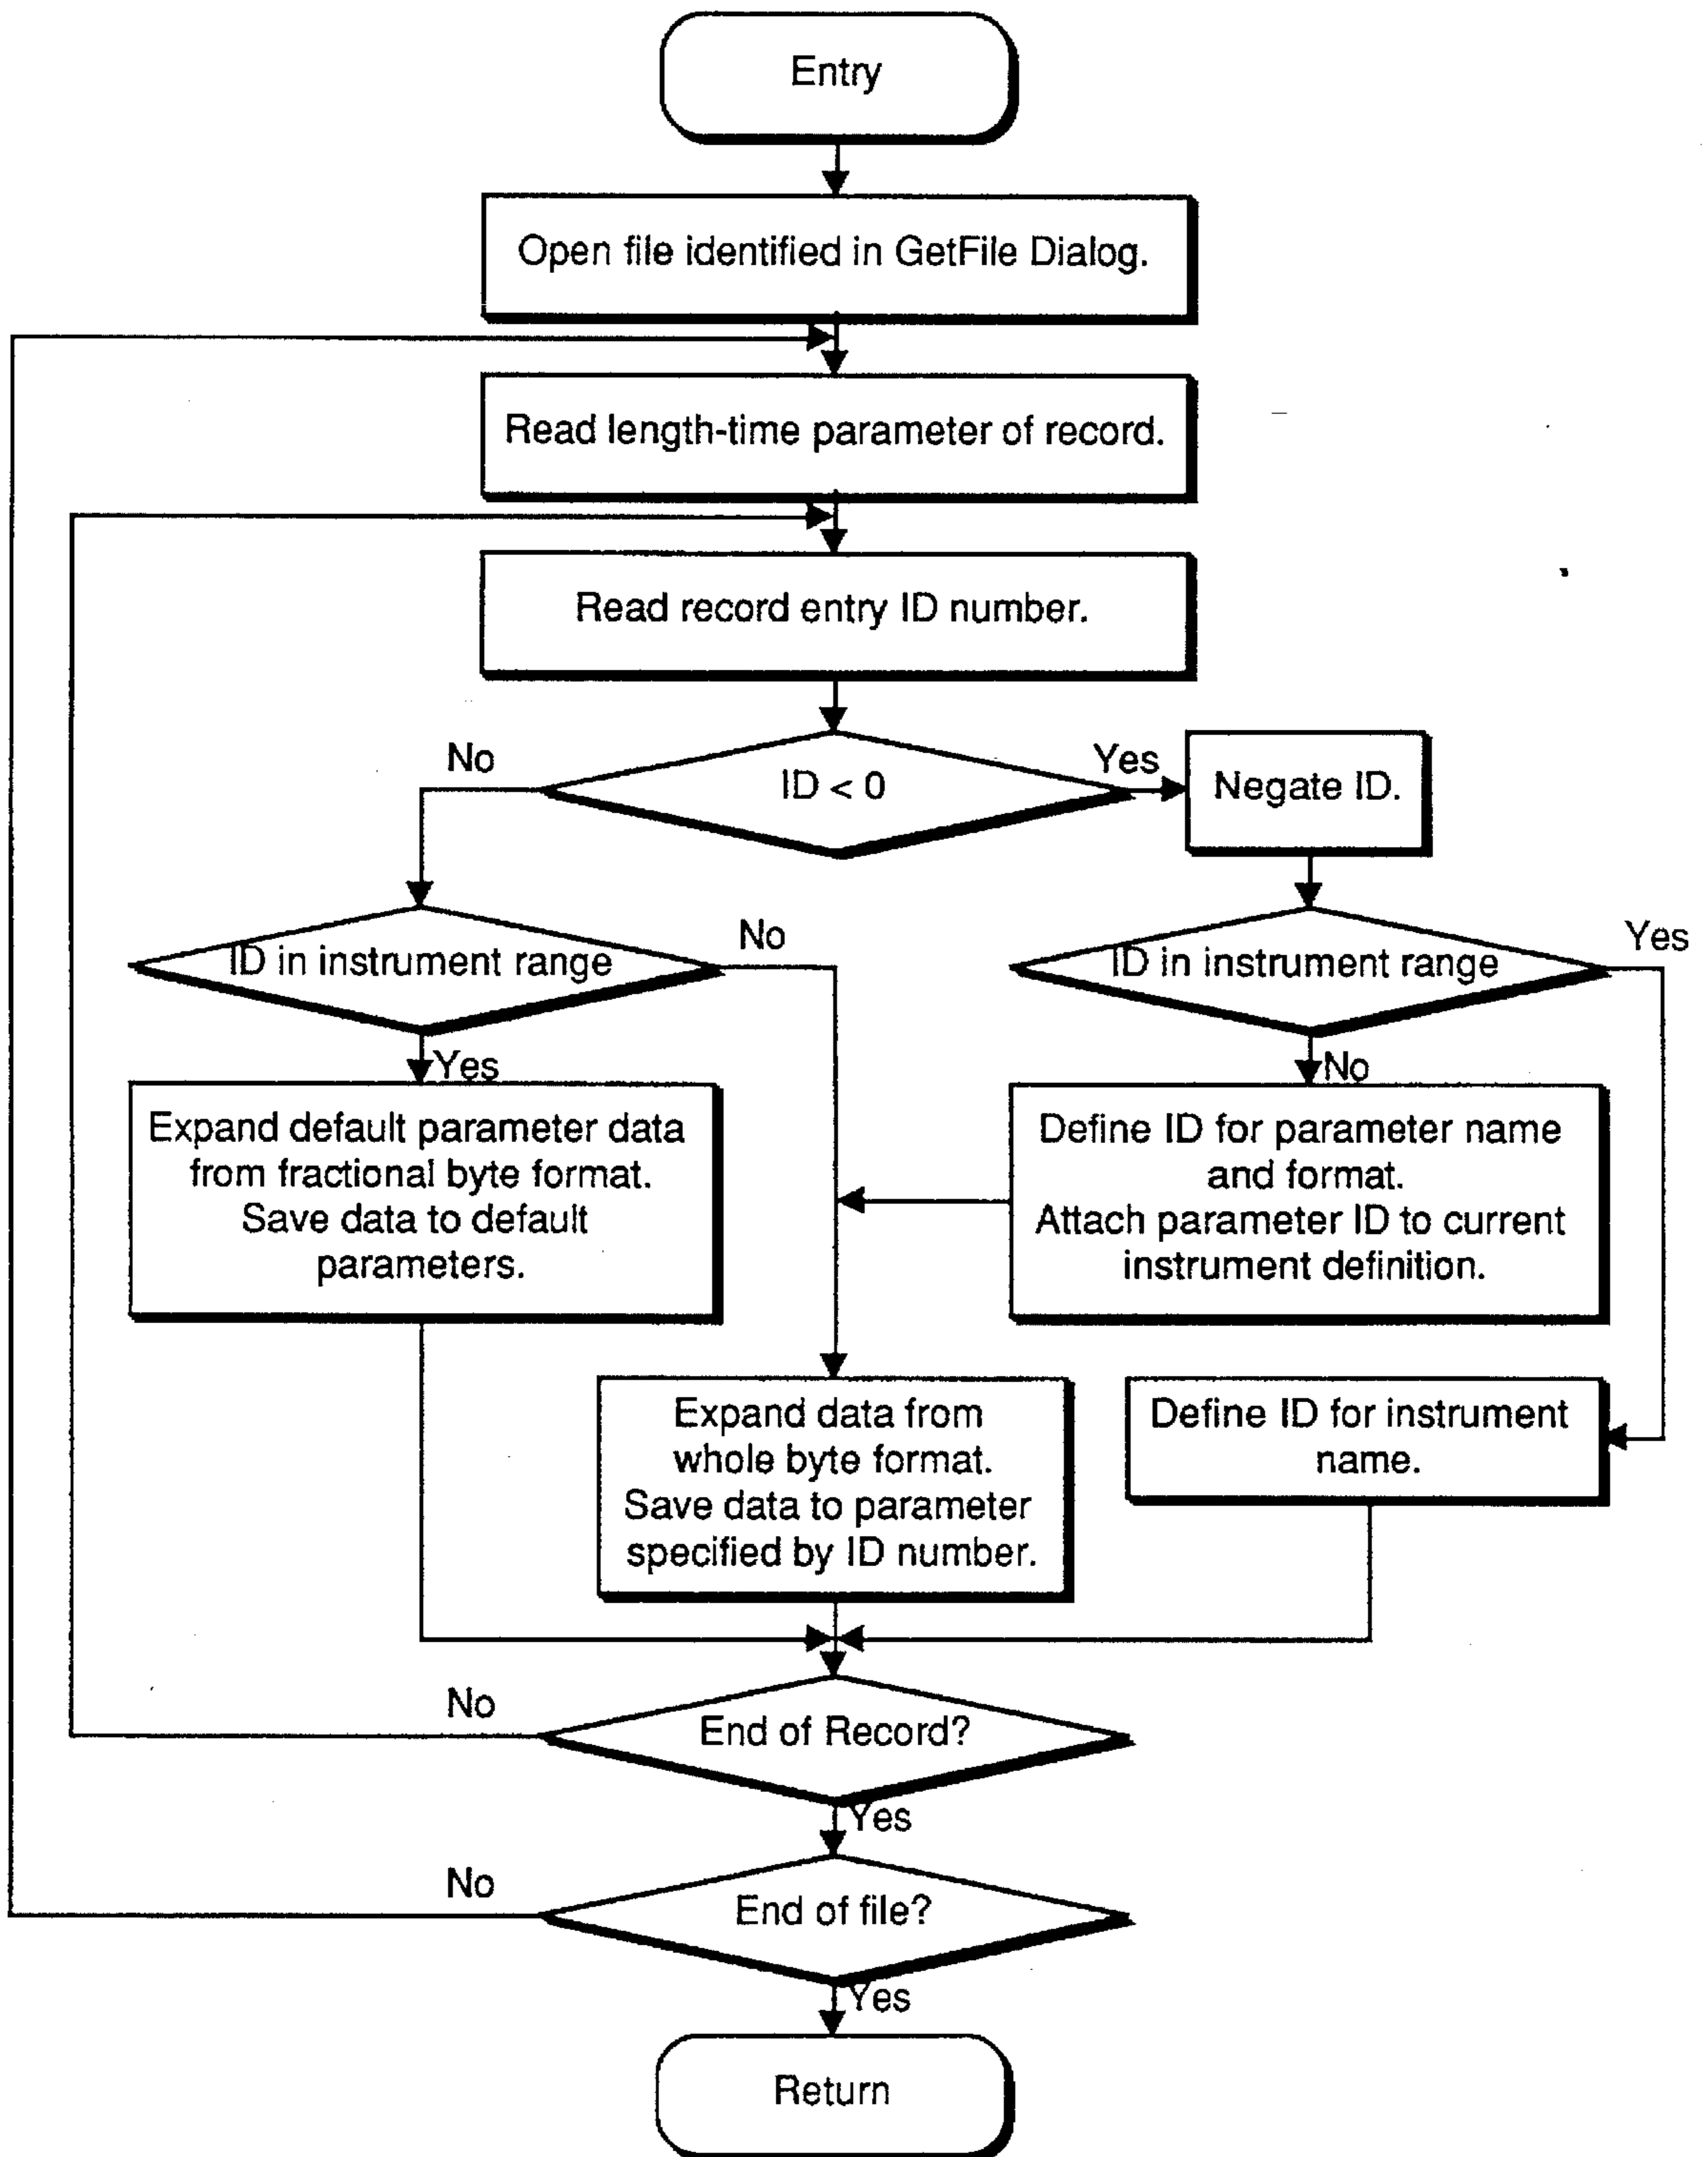 Entry
Open file identified in GetFile Dialog.
Read length-time parameter of record.
Read record entry ID number.
No
ID < 0
Yes
Negate ID.
ID in instrument range
No
ID in instrument range
Yes
Yes
No
Expand default parameter data
from fractional byte format.
Save data to default
parameters.
Define ID for parameter name
and format.
Attach parameter ID to current
instrument definition.
Expand data from
whole byte format.
Save data to parameter
specified by ID number.
Define ID for instrument
name.
No
End of Record?
Yes
No
End of file?
Yes
Return